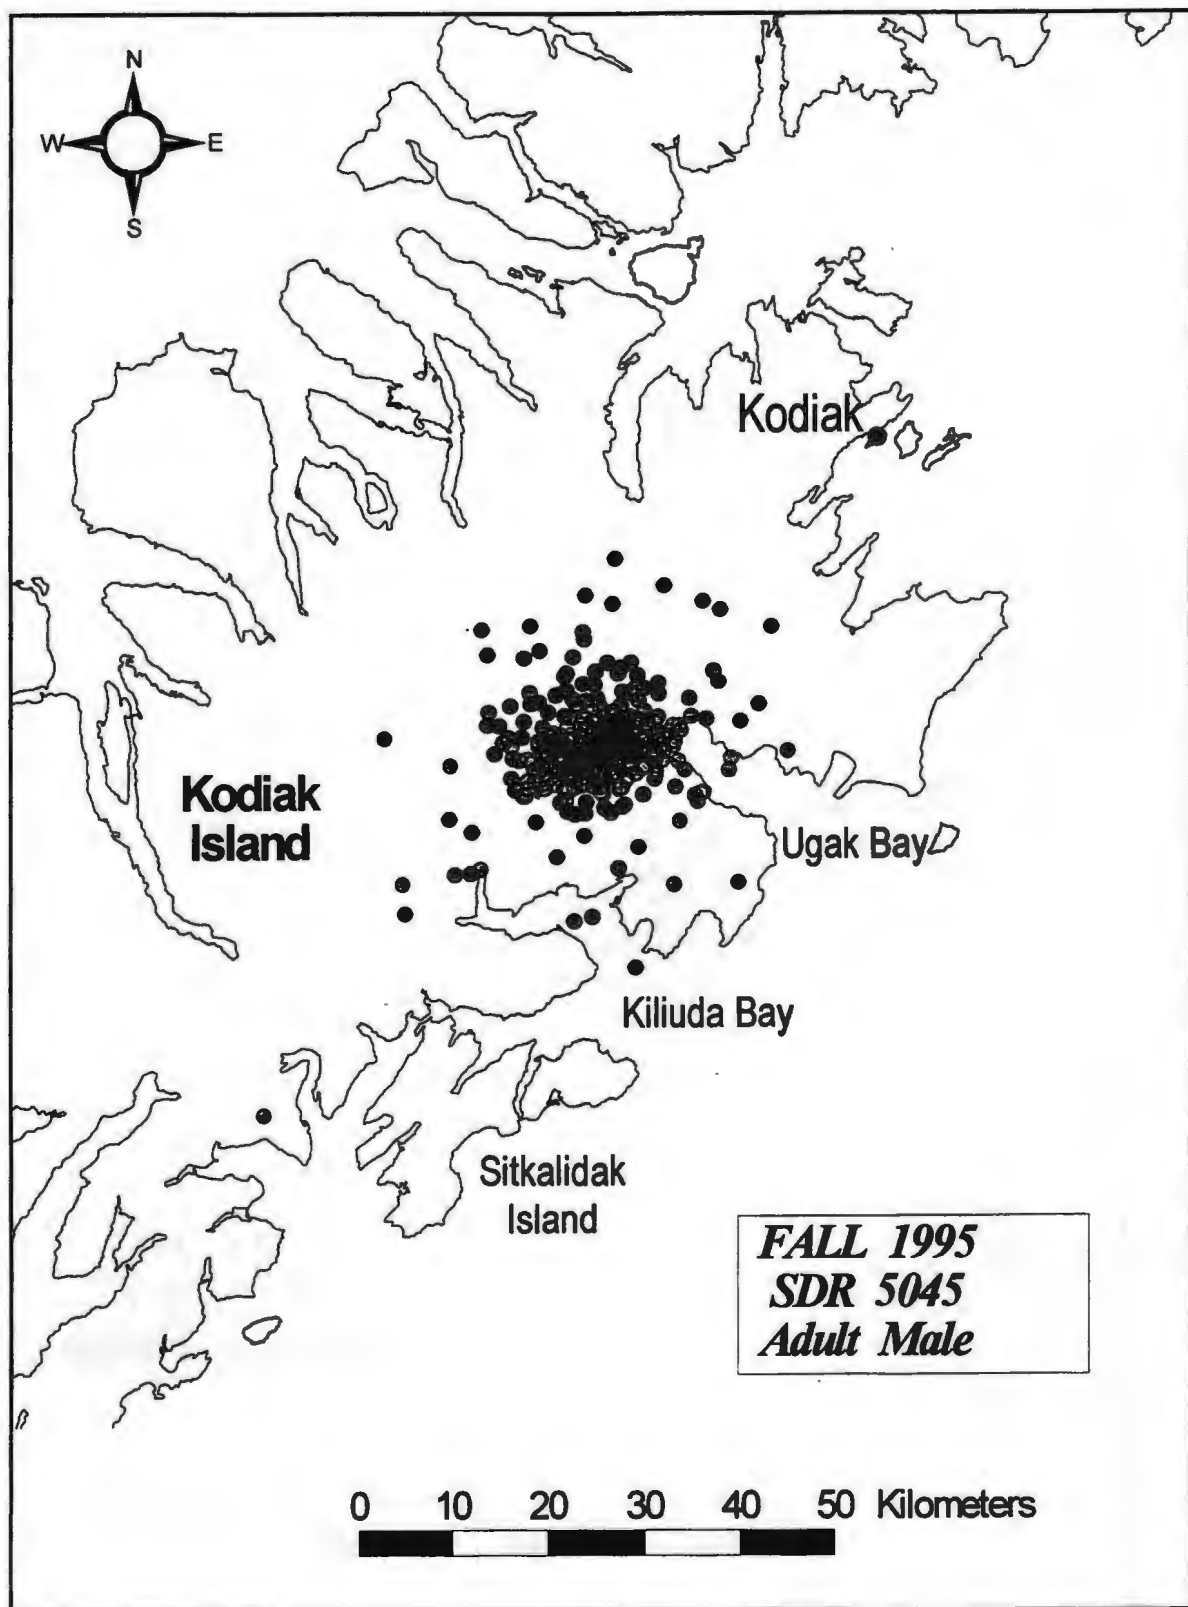 N
W E
S
Kodiak
Kodiak
Island
Ugak Bay
Kiliuda Bay
Sitkalidak
Island
FALL 1995
SDR 5045
Adult Male
0 10 20 30 40 50 Kilometers